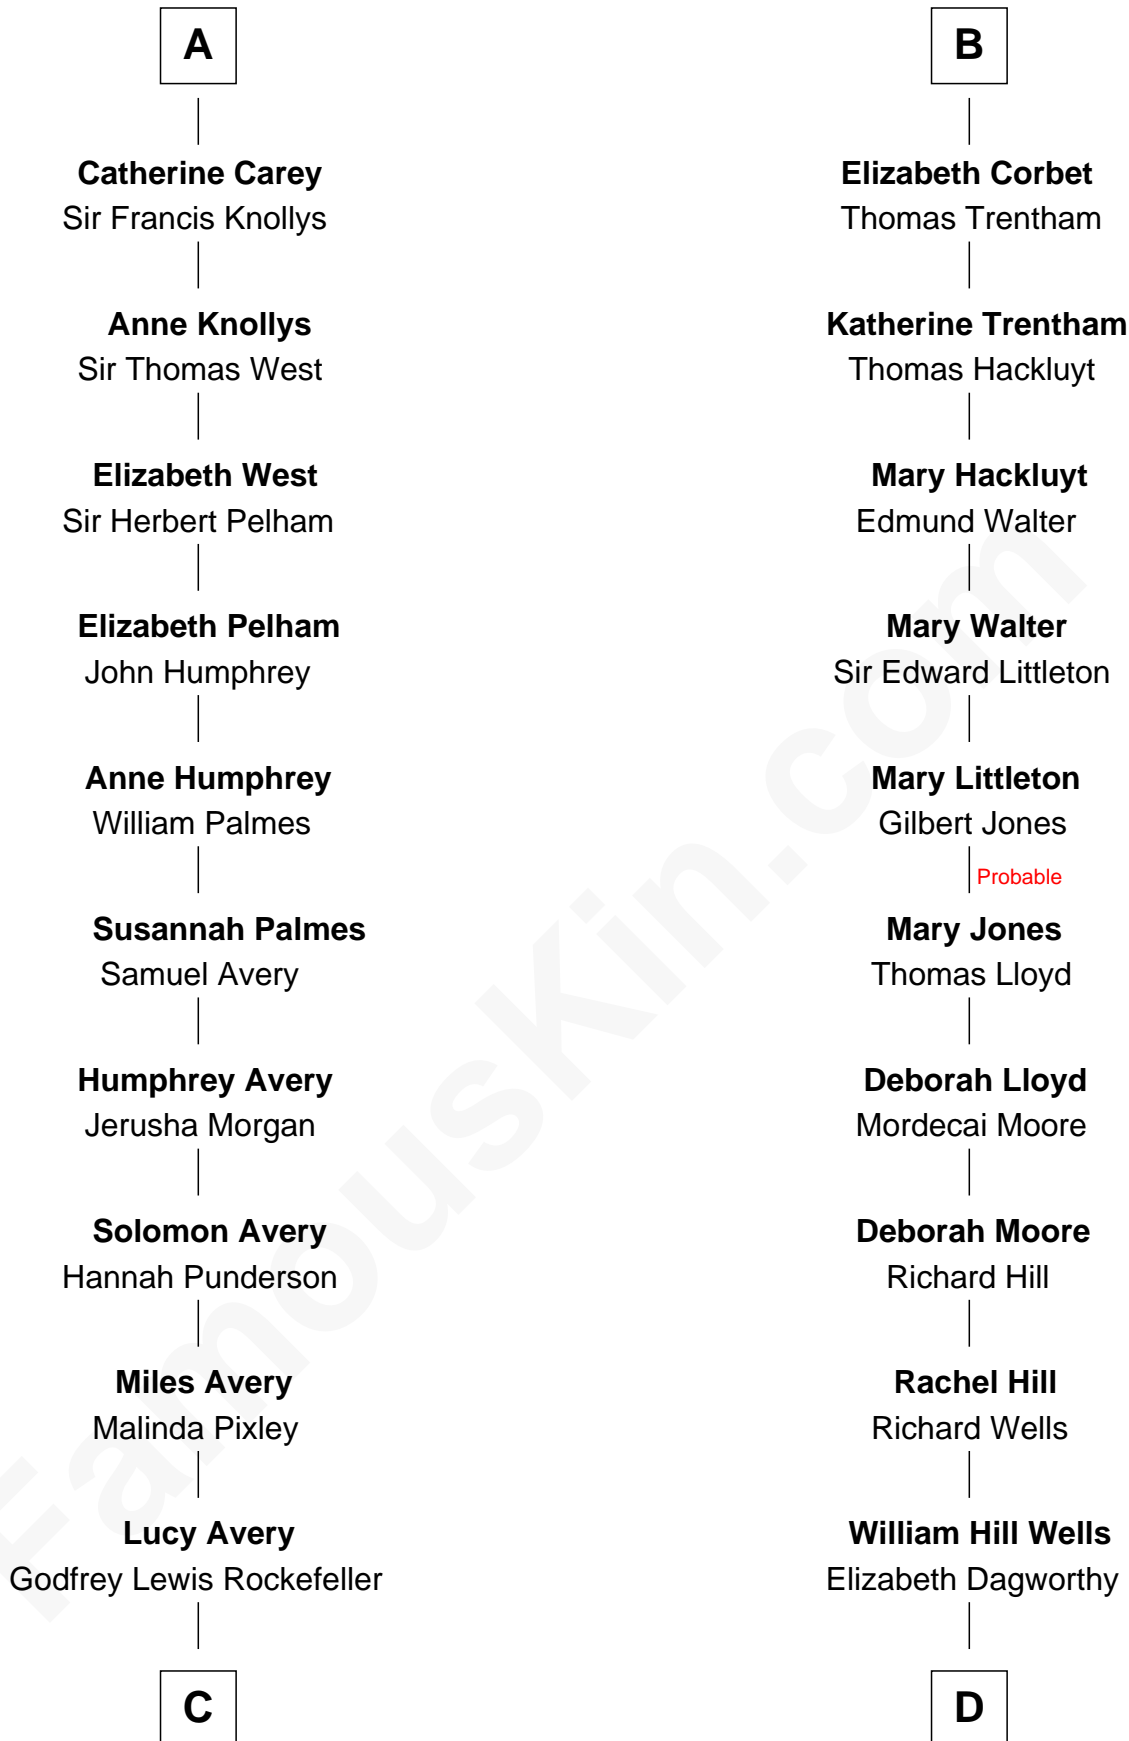 A
Catherine Carey
Sir Francis Knollys
Anne Knollys
Sir Thomas West
Elizabeth West
Sir Herbert Pelham
Elizabeth Pelham
John Humphrey
Anne Humphrey
William Palmes
Susannah Palmes
Samuel Avery
Humphrey Avery
Jerusha Morgan
Solomon Avery
Hannah Punderson
Miles Avery
Malinda Pixley
Lucy Avery
Godfrey Lewis Rockefeller
C
B
Elizabeth Corbet
Thomas Trentham
Katherine Trentham
Thomas Hackluyt
Mary Hackluyt
Edmund Walter
Mary Walter
Sir Edward Littleton
Mary Littleton
Gilbert Jones
Probable
Mary Jones
Thomas Lloyd
Deborah Lloyd
Mordecai Moore
Deborah Moore
Richard Hill
Rachel Hill
Richard Wells
William Hill Wells
Elizabeth Dagworthy
D
FamousKin.com